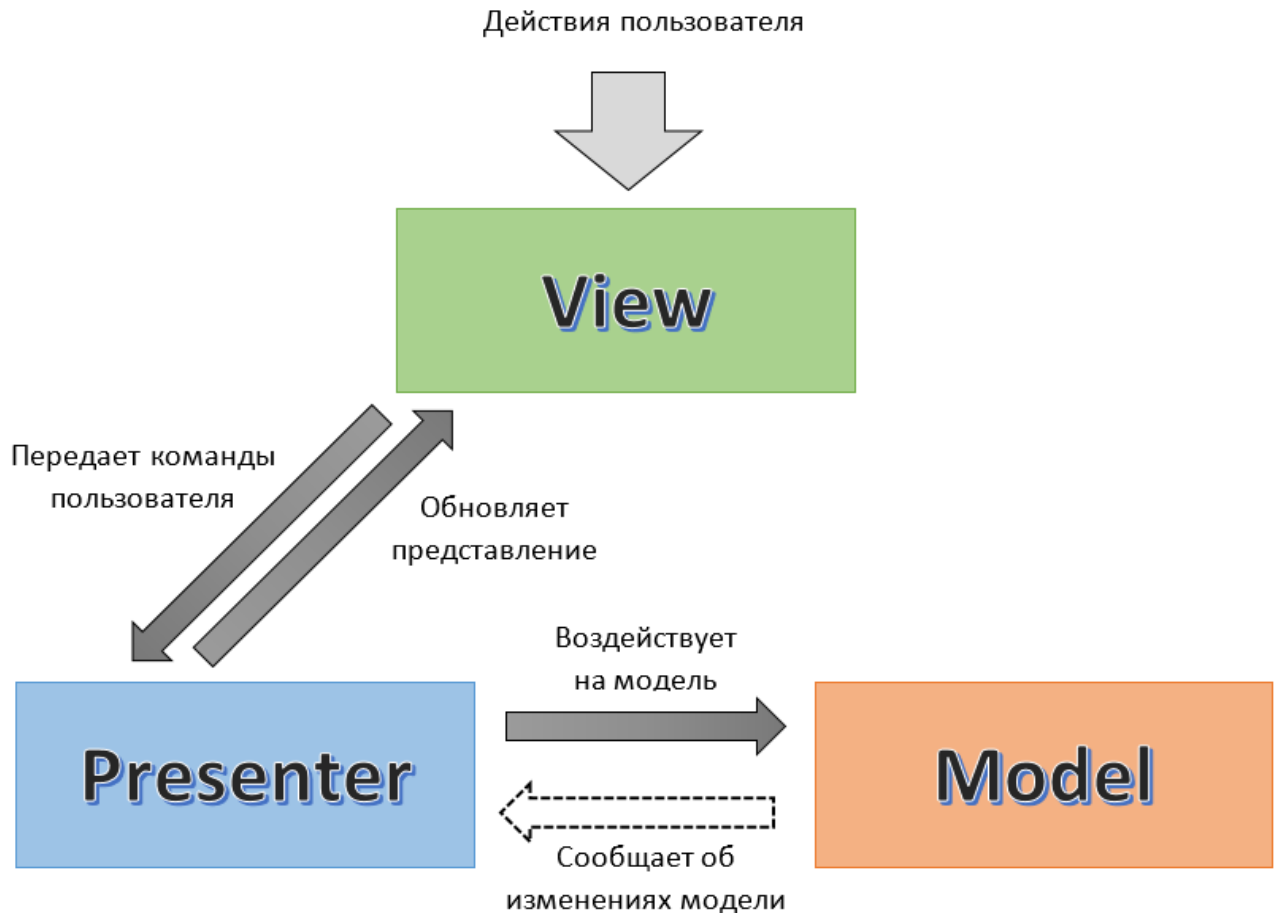 Действия пользователя
View
Передает команды
пользователя
Обновляет
представление
Воздействует
на модель
Presenter
Model
Сообщает об
изменениях модели